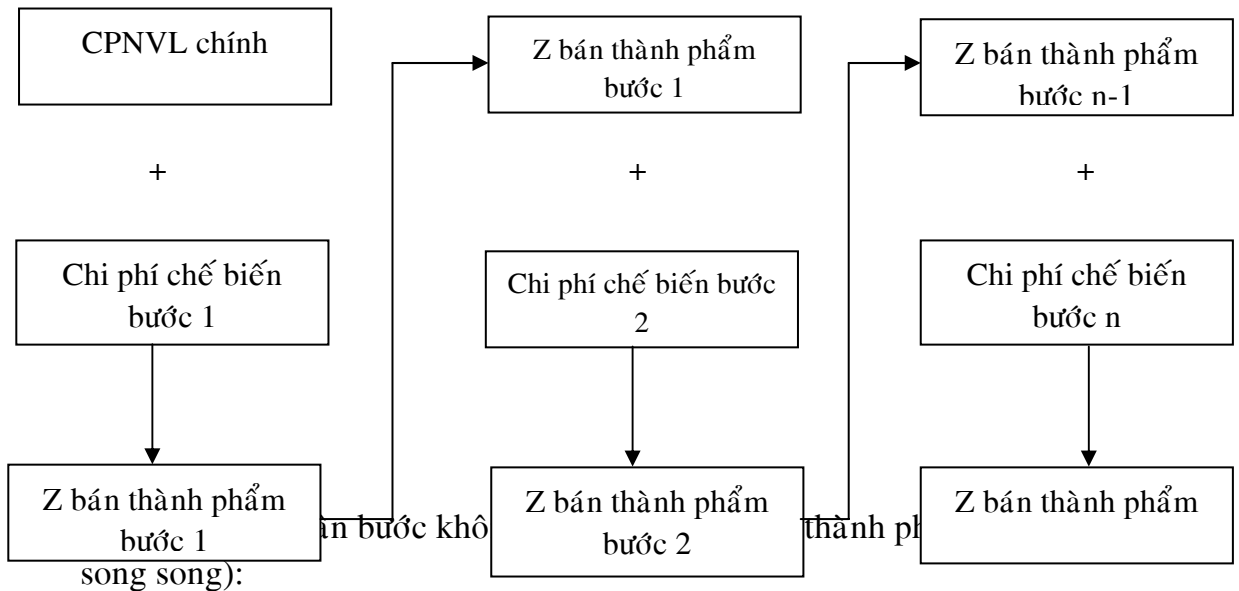 CPNVL chính
+
Chi phí chế biến
bước 1
Z bán thành phẩm
bước 1
Z bán thành phẩm
bước 1
+
Chi phí chế biến bước
2
Z bán thành phẩm
bước 2
Z bán thành phẩm
bước n-1
+
Chi phí chế biến
bước n
Z bán thành phẩm
bước thành
song song):